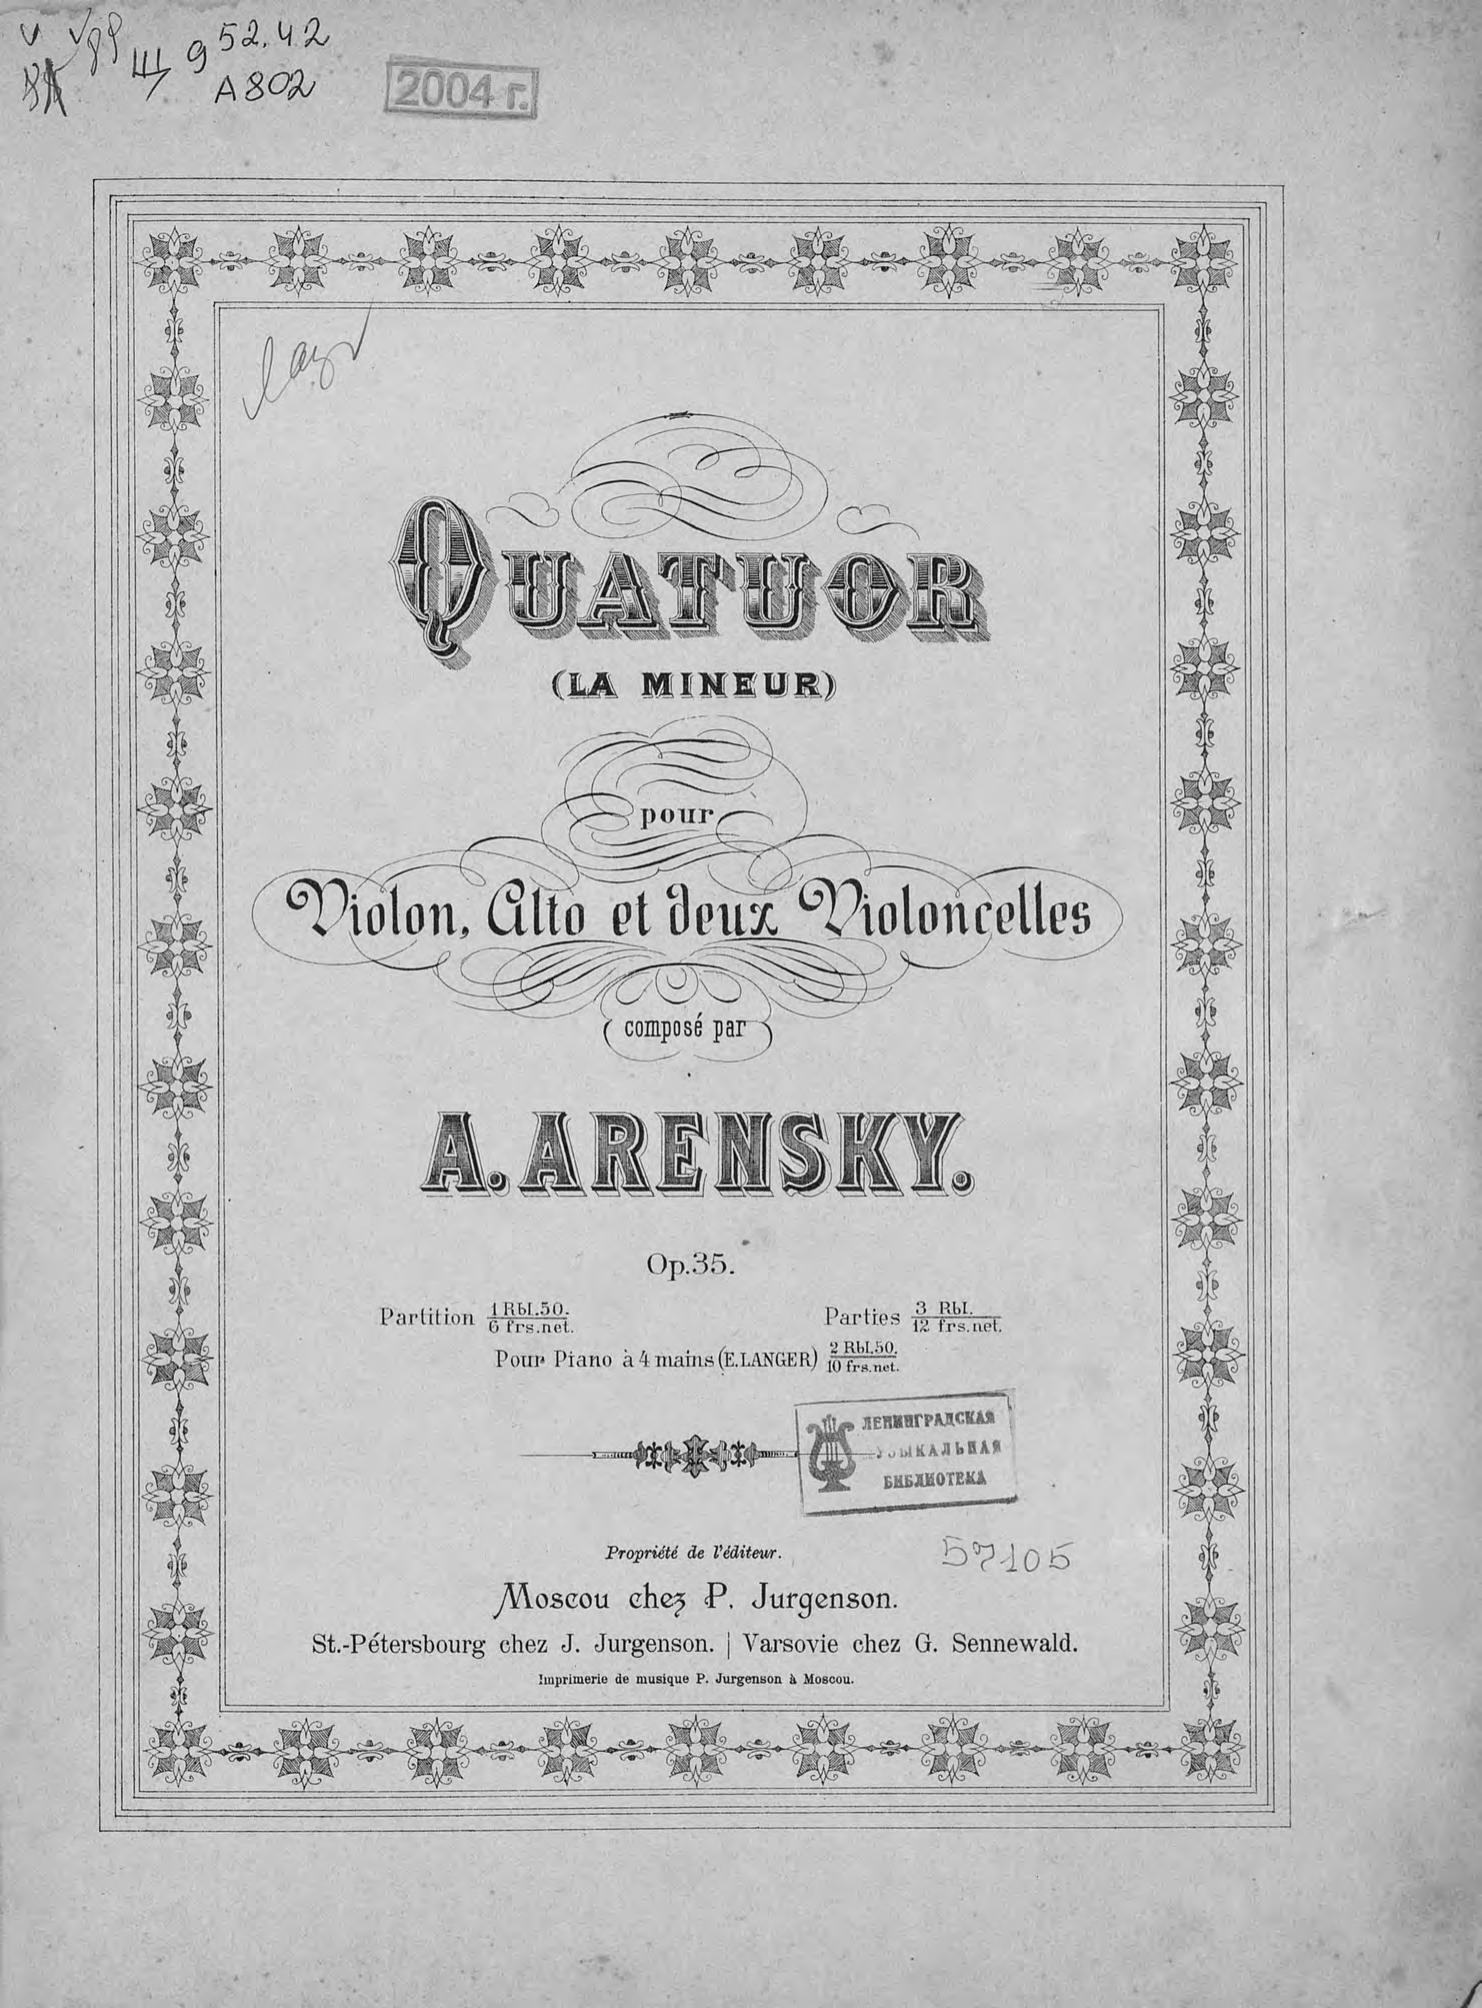 52.42
Ш9
A802
2004 г.
QUATUOR
(LA MINEUR)
pour
Violon, Alto et deux Violoncelles
composé par
A. ARENSKY.
Op.35.
Partition 1 Rbl.50. / 6 frs.net.
Parties 3 Rbl. / 12 frs.net.
Pour Piano à 4 mains (E.LANGER) 2 Rbl.50. / 10 frs.net.
ЛЕНИНГРАДСКАЯ
УЗЫКАЛЬНАЯ
БИБЛИОТЕКА
Propriété de l'éditeur.
57105
Moscou chez P. Jurgenson.
St.-Pétersbourg chez J. Jurgenson. | Varsovie chez G. Sennewald.
Imprimerie de musique P. Jurgenson à Moscou.